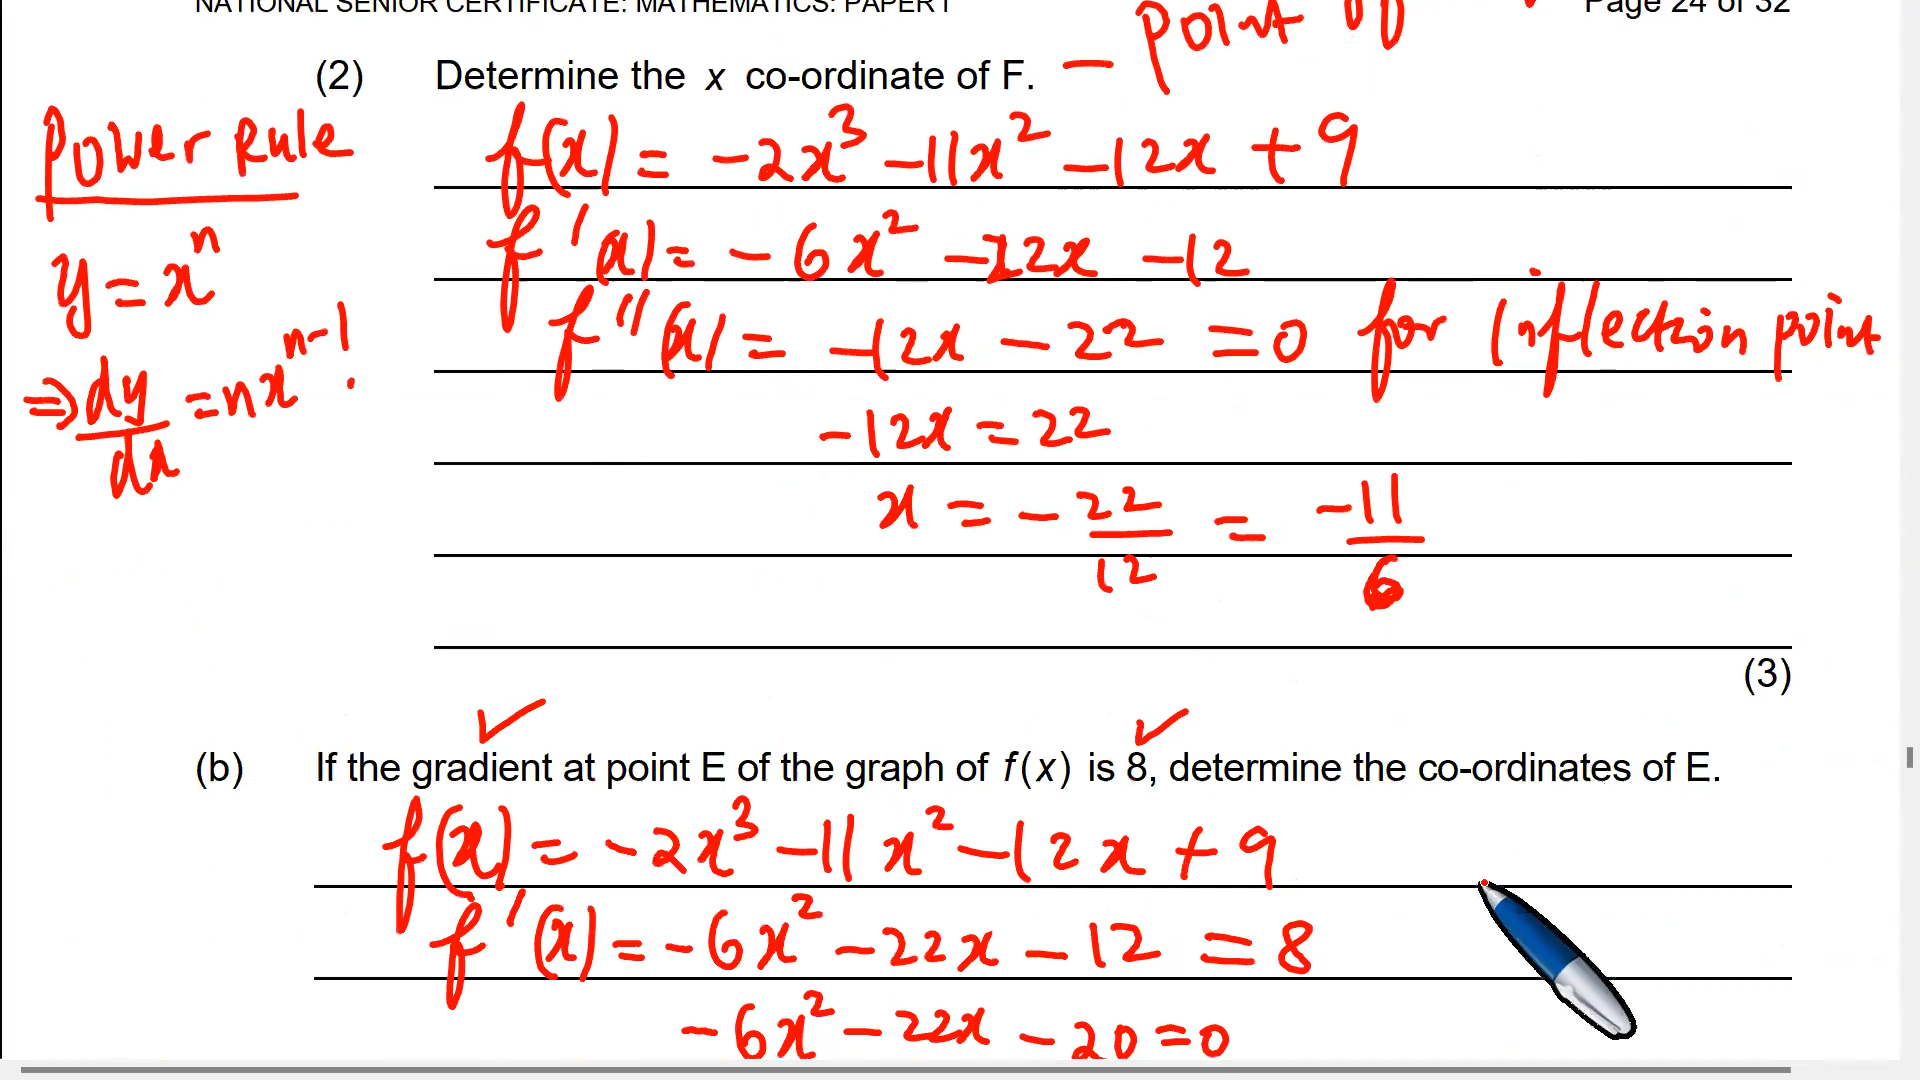 NATIONAL SENIOR CERTIFICATE: MATHEMATICS: PAPER I Page 24 of 32
(2) Determine the x co-ordinate of F. – point of
Power Rule
y = xⁿ
⇒ dy/dx = nxⁿ⁻¹.
f(x) = -2x³ - 11x² - 12x + 9
f'(x) = -6x² - 22x - 12
f''(x) = -12x - 22 = 0 for inflection point
-12x = 22
x = -22/12 = -11/6
(3)
(b) If the gradient at point E of the graph of f(x) is 8, determine the co-ordinates of E.
f(x) = -2x³ - 11x² - 12x + 9
f'(x) = -6x² - 22x - 12 = 8
-6x² - 22x - 20 = 0